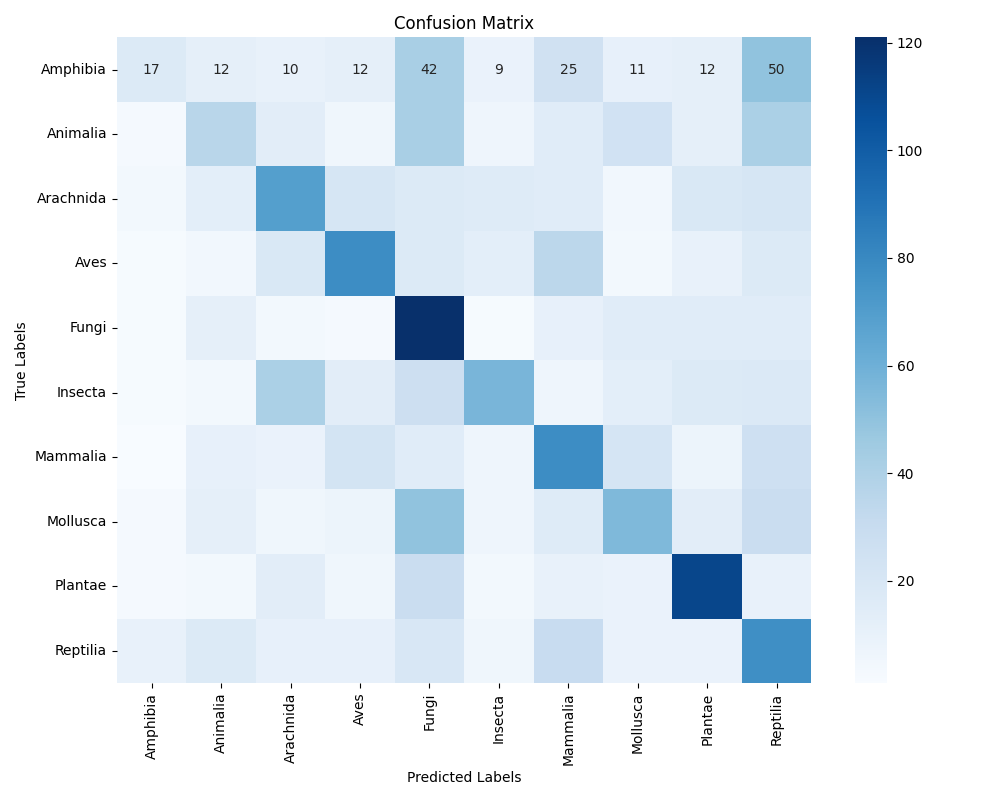 Confusion Matrix
True Labels
Amphibia 17 12 10 12 42 9 25 11 12 50
Animalia
Arachnida
Aves
Fungi
Insecta
Mammalia
Mollusca
Plantae
Reptilia
Amphibia Animalia Arachnida Aves Fungi Insecta Mammalia Mollusca Plantae Reptilia
Predicted Labels
120
100
80
60
40
20